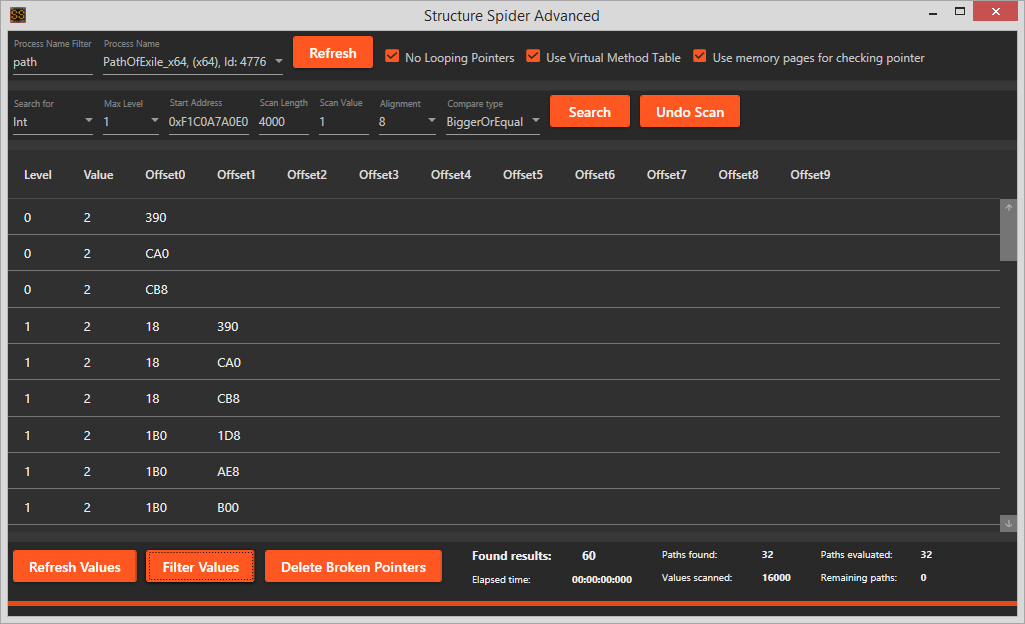 SS
Structure Spider Advanced
Process Name Filter Process Name
path PathOfExile_x64, (x64), Id: 4776 Refresh No Looping Pointers Use Virtual Method Table Use memory pages for checking pointer
Search for Max Level Start Address Scan Length Scan Value Alignment Compare type
Int 1 0xF1C0A7A0E0 4000 1 8 BiggerOrEqual Search Undo Scan
Level Value Offset0 Offset1 Offset2 Offset3 Offset4 Offset5 Offset6 Offset7 Offset8 Offset9
0 2 390
0 2 CA0
0 2 CB8
1 2 18 390
1 2 18 CA0
1 2 18 CB8
1 2 1B0 1D8
1 2 1B0 AE8
1 2 1B0 B00
Refresh Values Filter Values Delete Broken Pointers
Found results: 60 Paths found: 32 Paths evaluated: 32
Elapsed time: 00:00:00:000 Values scanned: 16000 Remaining paths: 0